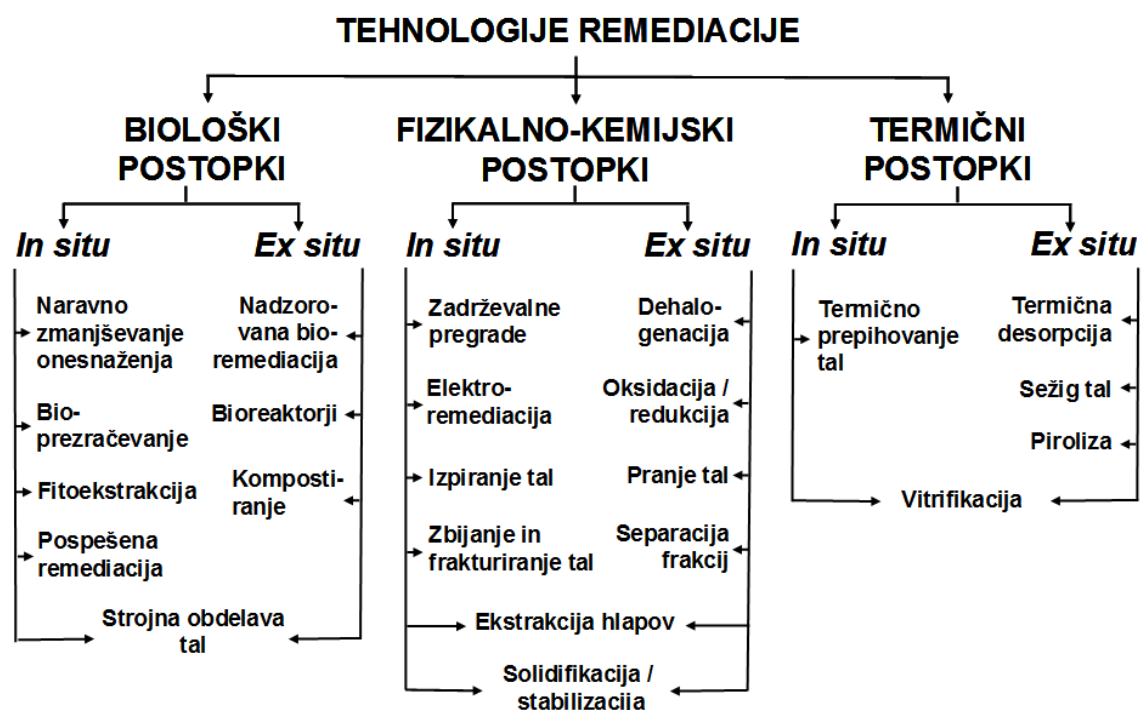 TEHNOLOGIJE REMEDIACIJE
BIOLOŠKI
POSTOPKI
In situ
Ex situ
Naravno
zmanjševanje
onesnaženja
Bio-
prezračevanje
Fitoekstrakcija
Pospešena
remediacija
Nadzoro-
vana bio-
remediacija
Bioreaktorji
Komposti-
ranje
Strojna obdelava
tal
FIZIKALNO-KEMIJSKI
POSTOPKI
In situ
Ex situ
Zadrževalne
pregrade
Elektro-
remediacija
Izpiranje tal
Zbijanje in
frakturiranje tal
Dehalo-
genacija
Oksidacija /
redukcija
Pranje tal
Separacija
frakcij
Ekstrakcija hlapov
Solidifikacija /
stabilizacija
TERMIČNI
POSTOPKI
In situ
Ex situ
Termično
prepihovanje
tal
Termična
desorpcija
Sežig tal
Piroliza
Vitrifikacija